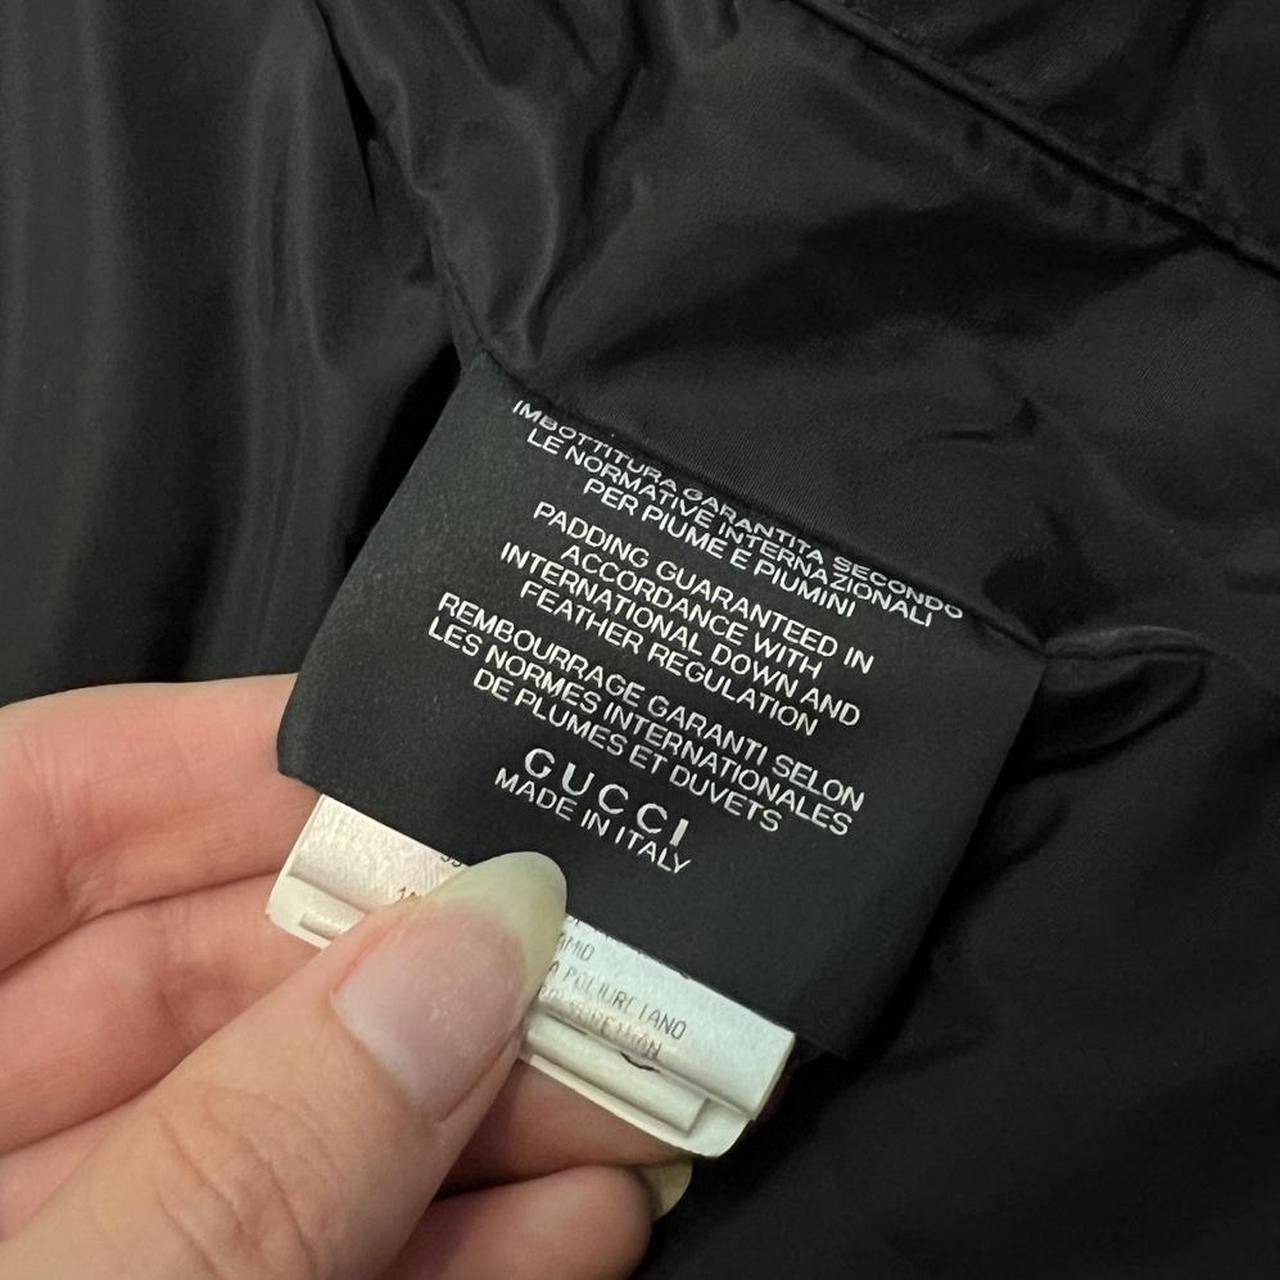 IMBOTTITURA GARANTITA SECONDO
LE NORMATIVE INTERNAZIONALI
PER PIUME E PIUMINI
PADDING GUARANTEED IN
ACCORDANCE WITH
INTERNATIONAL DOWN AND
FEATHER REGULATION
REMBOURRAGE GARANTI SELON
LES NORMES INTERNATIONALES
DE PLUMES ET DUVETS
GUCCI
MADE IN ITALY
POLIURETANO